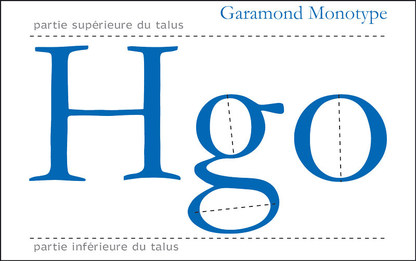 Garamond Monotype
partie supérieure du talus
Hgo
partie inférieure du talus